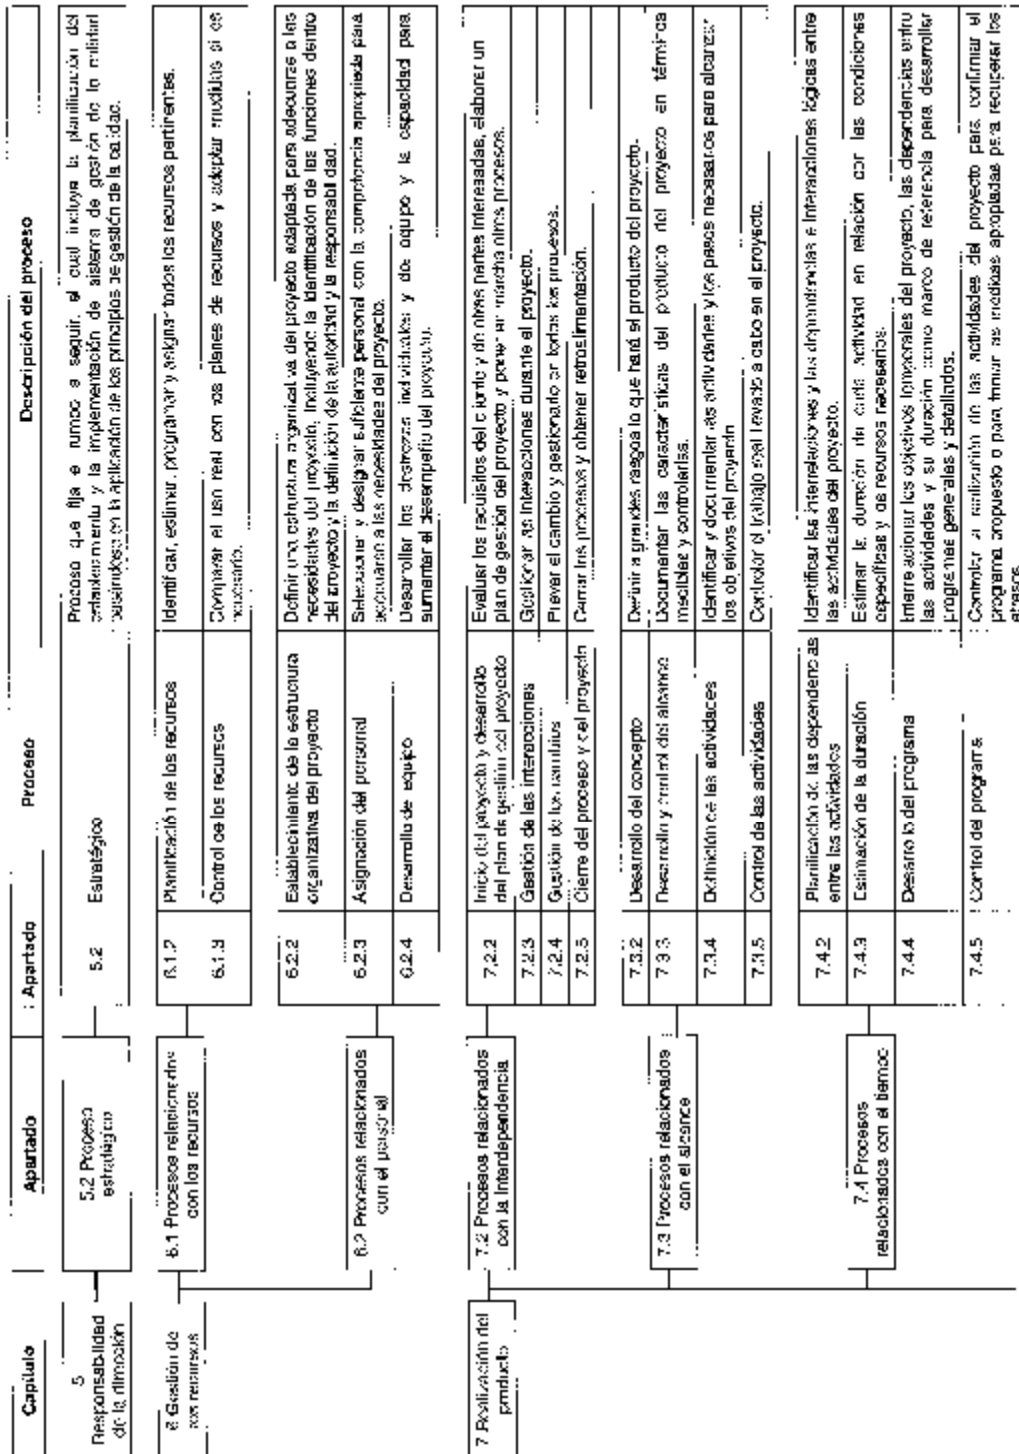 Capítulo
Apartado
Apartado
Proceso
Descripción del proceso
5
Responsabilidad
de la dirección
5.2 Proceso
estratégico
5.2
Estratégico
Proceso que fija el rumbo a seguir, el cual incluye la planificación del
establecimiento y la implementación del sistema de gestión de la calidad
basándose en la aplicación de los principios de gestión de la calidad.
6 Gestión de
los recursos
6.1 Procesos relacionados
con los recursos
6.1.2
Planificación de los recursos
Identificar, estimar, programar y asignar todos los recursos pertinentes.
6.1.3
Control de los recursos
Comparar el uso real con los planes de recursos y adoptar medidas si es
necesario.
6.2 Procesos relacionados
con el personal
6.2.2
Establecimiento de la estructura
organizativa del proyecto
Definir una estructura organizativa del proyecto adaptada para adecuarse a las
necesidades del proyecto, incluyendo la identificación de las funciones dentro
del proyecto y la definición de la autoridad y la responsabilidad.
6.2.3
Asignación del personal
Seleccionar y designar suficiente personal con la competencia apropiada para
adecuarse a las necesidades del proyecto.
6.2.4
Desarrollo de equipo
Desarrollar las destrezas individuales y de equipo y la capacidad para
aumentar el desempeño del proyecto.
7 Realización del
producto
7.2 Procesos relacionados
con la Interdependencia
7.2.2
Inicio del proyecto y desarrollo
del plan de gestión del proyecto
Evaluar los requisitos del cliente y de otras partes interesadas, elaborar un
plan de gestión del proyecto y poner en marcha otros procesos.
7.2.3
Gestión de las interacciones
Gestionar las interacciones durante el proyecto.
7.2.4
Gestión de los cambios
Prever el cambio y gestionarlo en todos los procesos.
7.2.5
Cierre del proceso y del proyecto
Cerrar los procesos y obtener retroalimentación.
7.3 Procesos relacionados
con el alcance
7.3.2
Desarrollo del concepto
Definir a grandes rasgos lo que hará el producto del proyecto.
7.3.3
Desarrollo y control del alcance
Documentar las características del producto del proyecto en términos
medibles y controlarlas.
7.3.4
Definición de las actividades
Identificar y documentar las actividades y los pasos necesarios para alcanzar
los objetivos del proyecto
7.3.5
Control de las actividades
Controlar el trabajo real llevado a cabo en el proyecto.
7.4 Procesos
relacionados con el tiempo
7.4.2
Planificación de las dependencias
entre las actividades
Identificar las interrelaciones y las dependencias e interacciones lógicas entre
las actividades del proyecto.
7.4.3
Estimación de la duración
Estimar la duración de cada actividad en relación con las condiciones
específicas y de recursos necesarios.
7.4.4
Desarrollo del programa
Interrelacionar los objetivos temporales del proyecto, las dependencias entre
las actividades y su duración como marco de referencia para desarrollar
programas generales y detallados.
7.4.5
Control del programa
Controlar la realización de las actividades del proyecto para confirmar el
programa propuesto o para tomar las medidas apropiadas para recuperar los
atrasos.